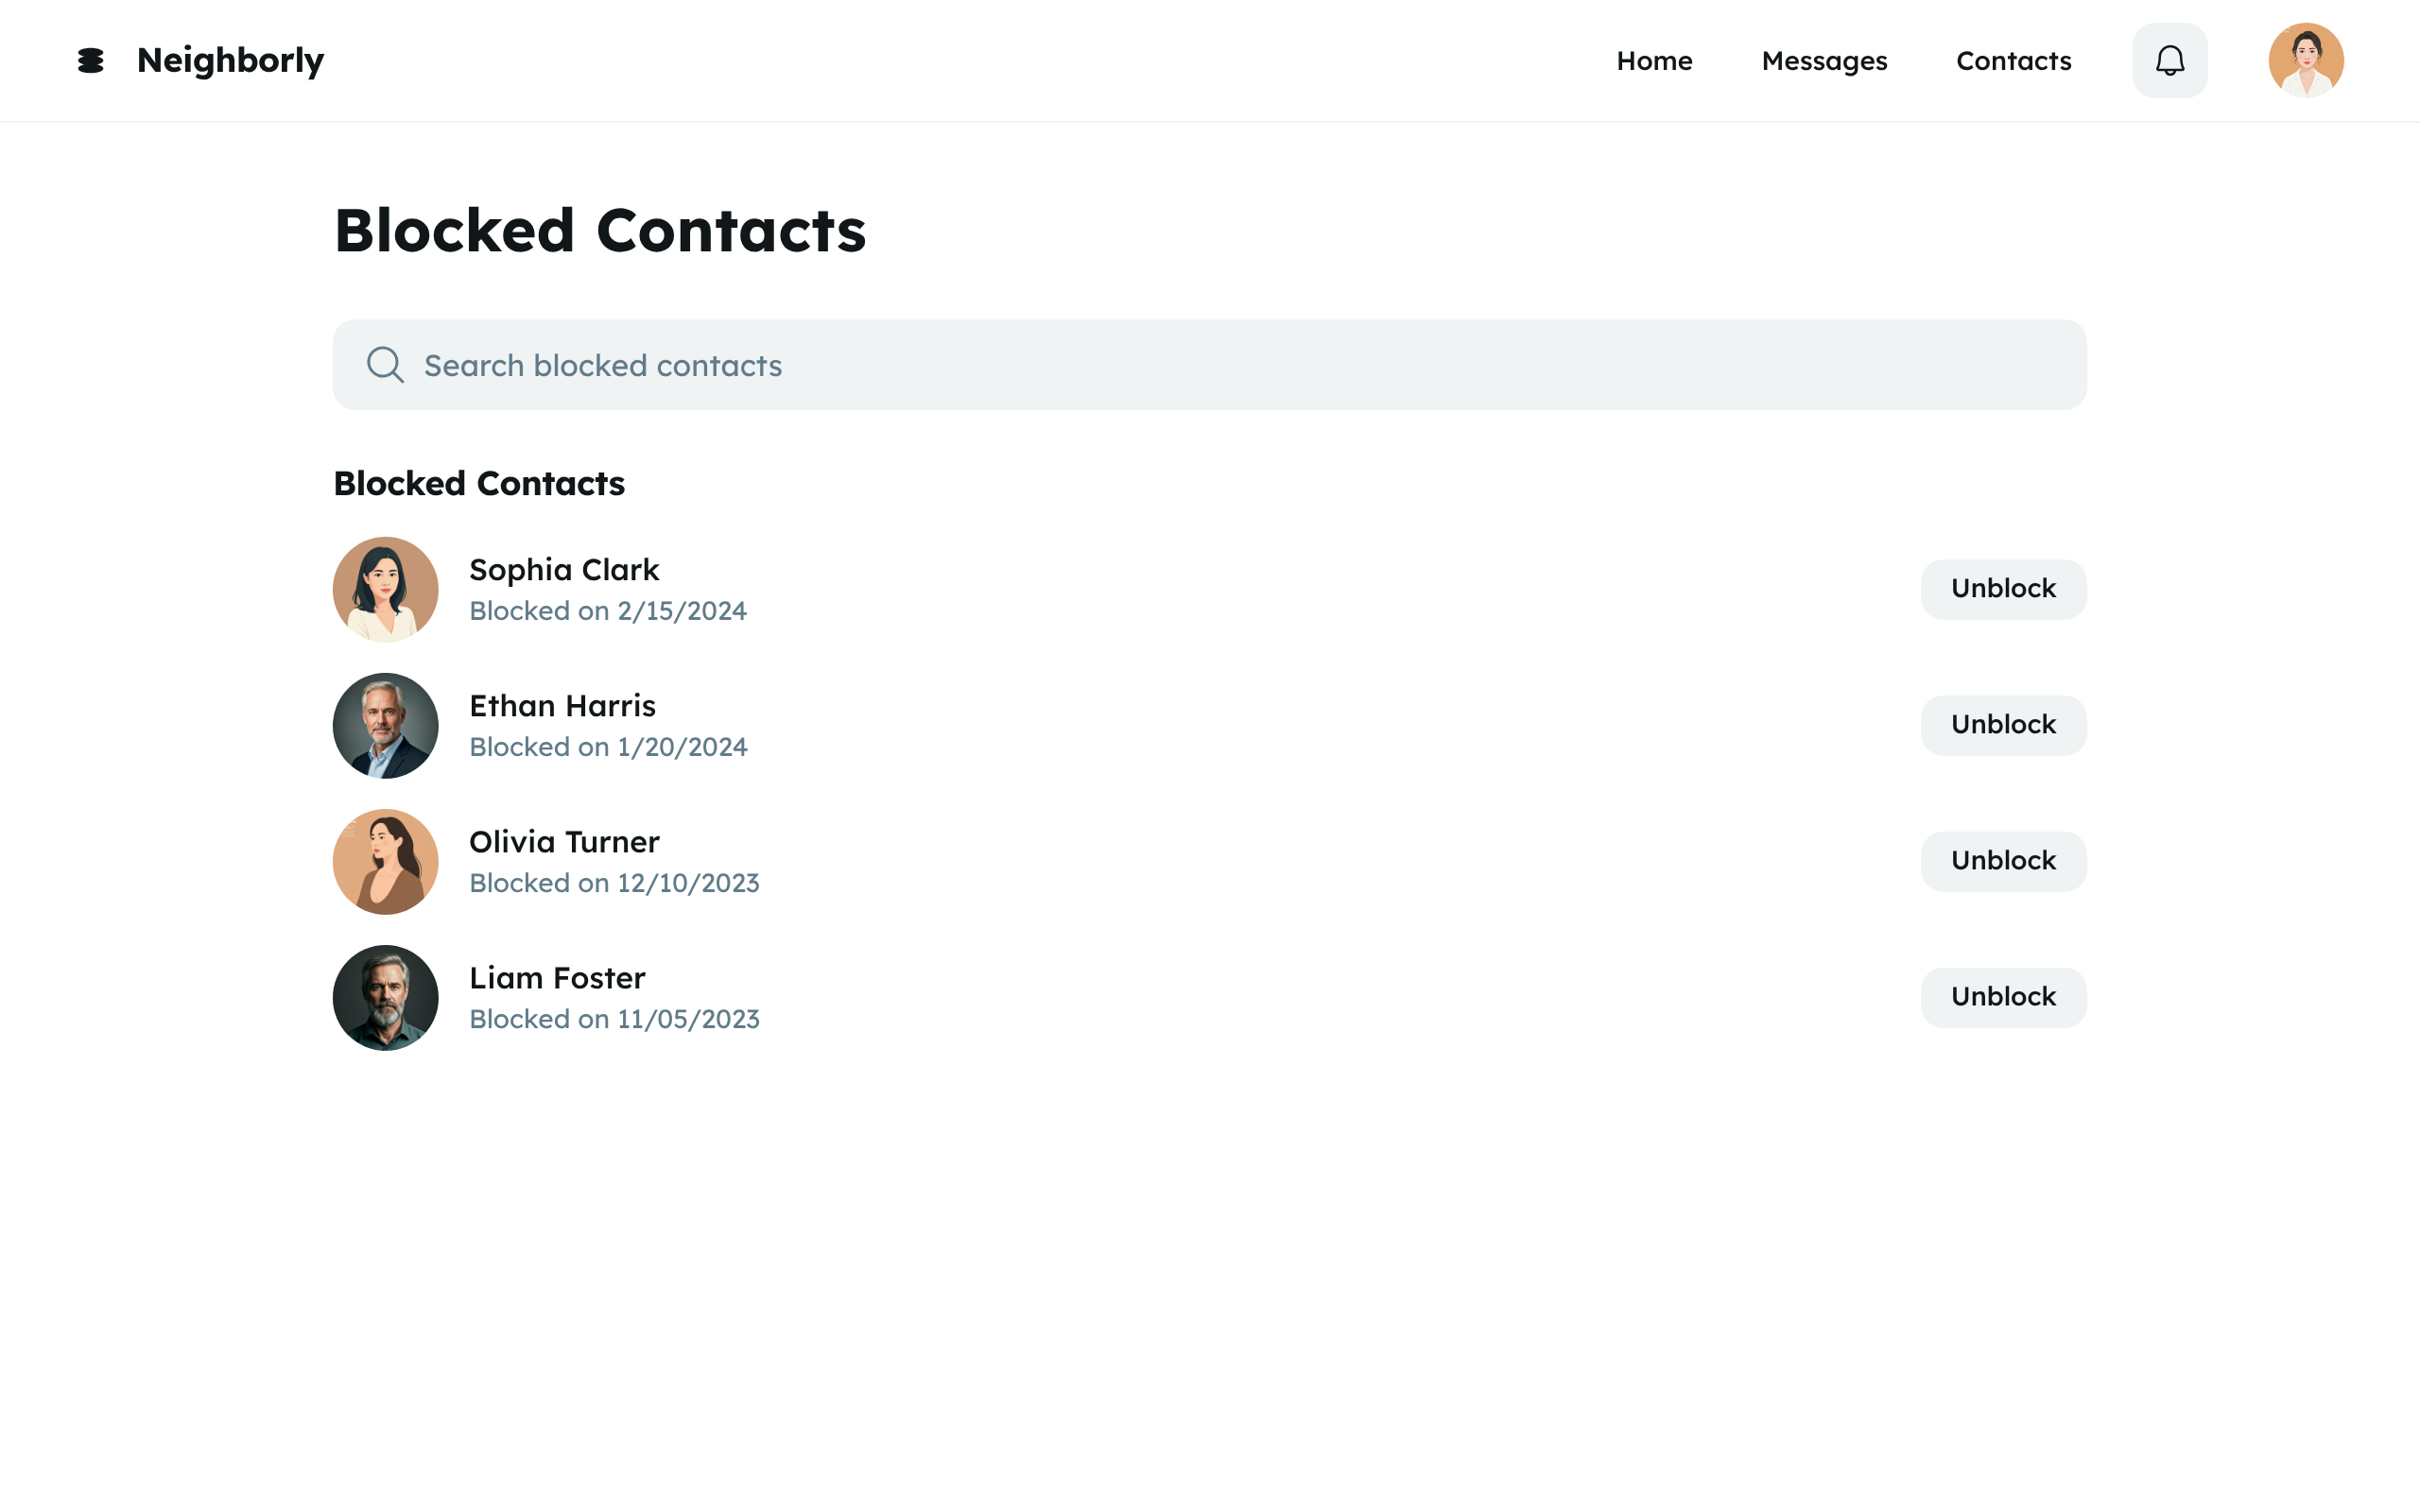 Neighborly
Home
Messages
Contacts
Blocked Contacts
Search blocked contacts
Blocked Contacts
Sophia Clark
Blocked on 2/15/2024
Unblock
Ethan Harris
Blocked on 1/20/2024
Unblock
Olivia Turner
Blocked on 12/10/2023
Unblock
Liam Foster
Blocked on 11/05/2023
Unblock